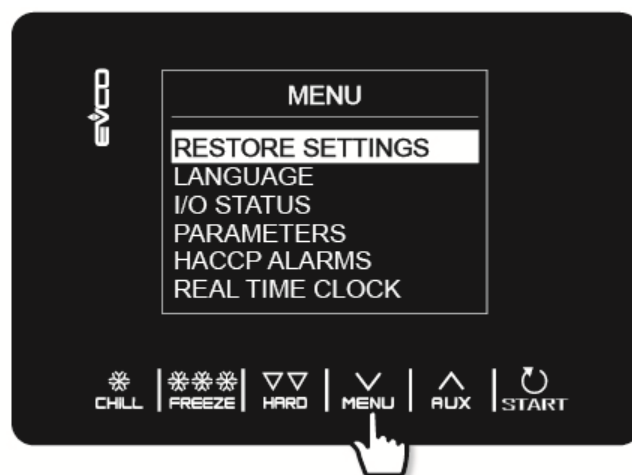 evco
MENU
RESTORE SETTINGS
LANGUAGE
I/O STATUS
PARAMETERS
HACCP ALARMS
REAL TIME CLOCK
CHILL FREEZE HARD MENU AUX START